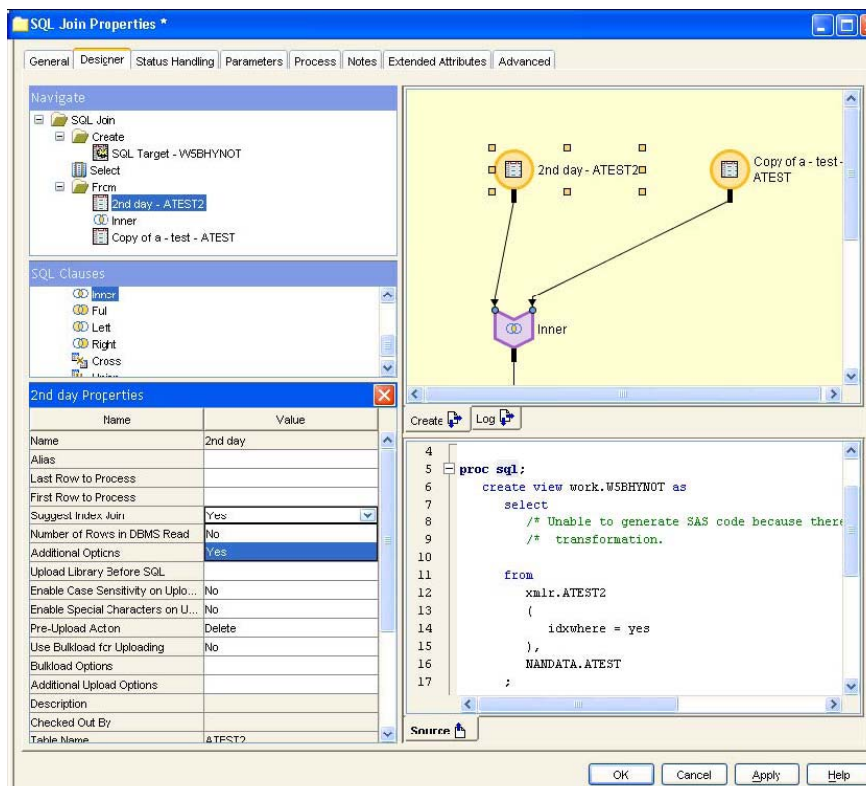 SQL Join Properties *
General Designer Status Handling Parameters Process Notes Extended Attributes Advanced
Navigate
SQL Join
Create
SQL Target - W5BHYNOT
Select
From
2nd day - ATEST2
Inner
Copy of a - test - ATEST
SQL Clauses
Inner
Full
Left
Right
Cross
Union
2nd day Properties
Name Value
Name 2nd day
Alias
Last Row to Process
First Row to Process
Suggest Index Join Yes
Number of Rows in DBMS Read No
Additional Options Yes
Upload Library Before SQL
Enable Case Sensitivity on Uplo... No
Enable Special Characters on U... No
Pre-Upload Action Delete
Use Bulkload for Uploading No
Bulkload Options
Additional Upload Options
Description
Checked Out By
Table Name ATEST2
2nd day - ATEST2
Copy of a - test -
ATEST
Inner
Create Log
4
5 proc sql;
6 create view work.W5BHYNOT as
7 select
8 /* Unable to generate SAS code because there
9 /* transformation.
10
11 from
12 xmlr.ATEST2
13 (
14 idxwhere = yes
15 ),
16 NANDATA.ATEST
17 ;
Source
OK Cancel Apply Help